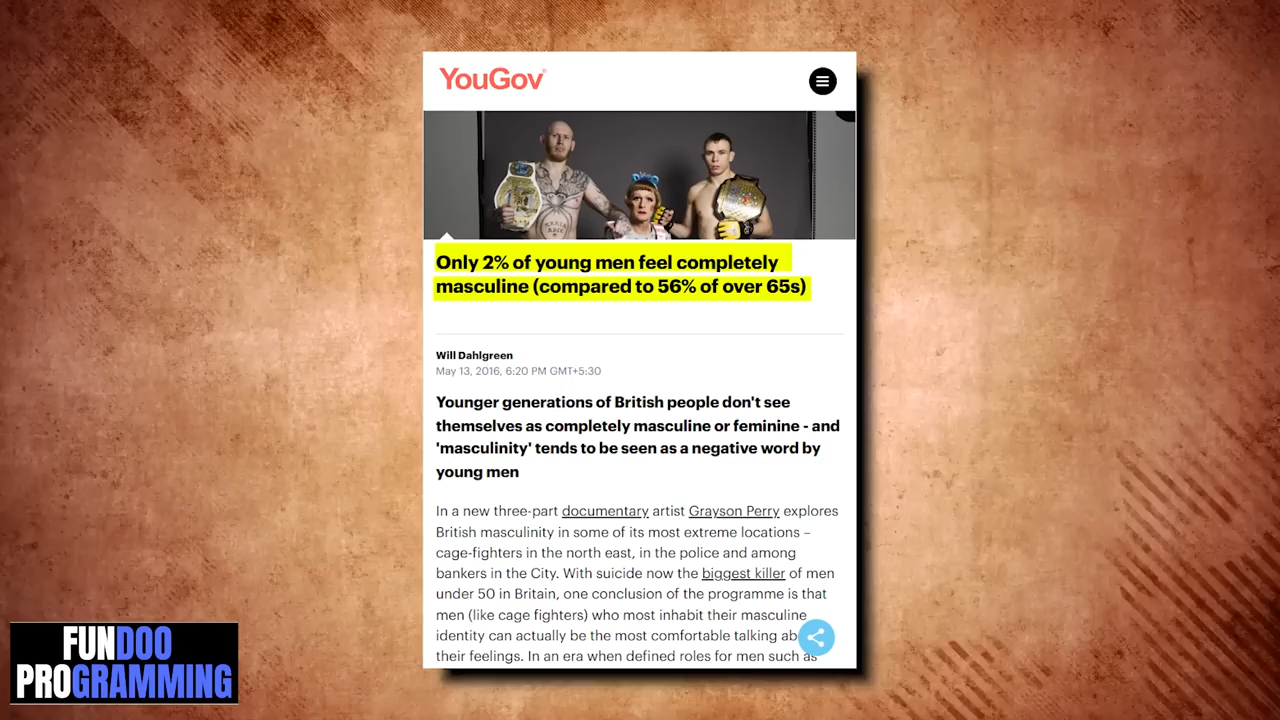 YouGov
Only 2% of young men feel completely
masculine (compared to 56% of over 65s)
Will Dahlgreen
May 13, 2016, 6:20 PM GMT+5:30
Younger generations of British people don't see
themselves as completely masculine or feminine - and
'masculinity' tends to be seen as a negative word by
young men
In a new three-part documentary artist Grayson Perry explores
British masculinity in some of its most extreme locations –
cage-fighters in the north east, in the police and among
bankers in the City. With suicide now the biggest killer of men
under 50 in Britain, one conclusion of the programme is that
men (like cage fighters) who most inhabit their masculine
identity can actually be the most comfortable talking
their feelings. In an era when defined roles for men such as
FUNDOO
PROGRAMMING